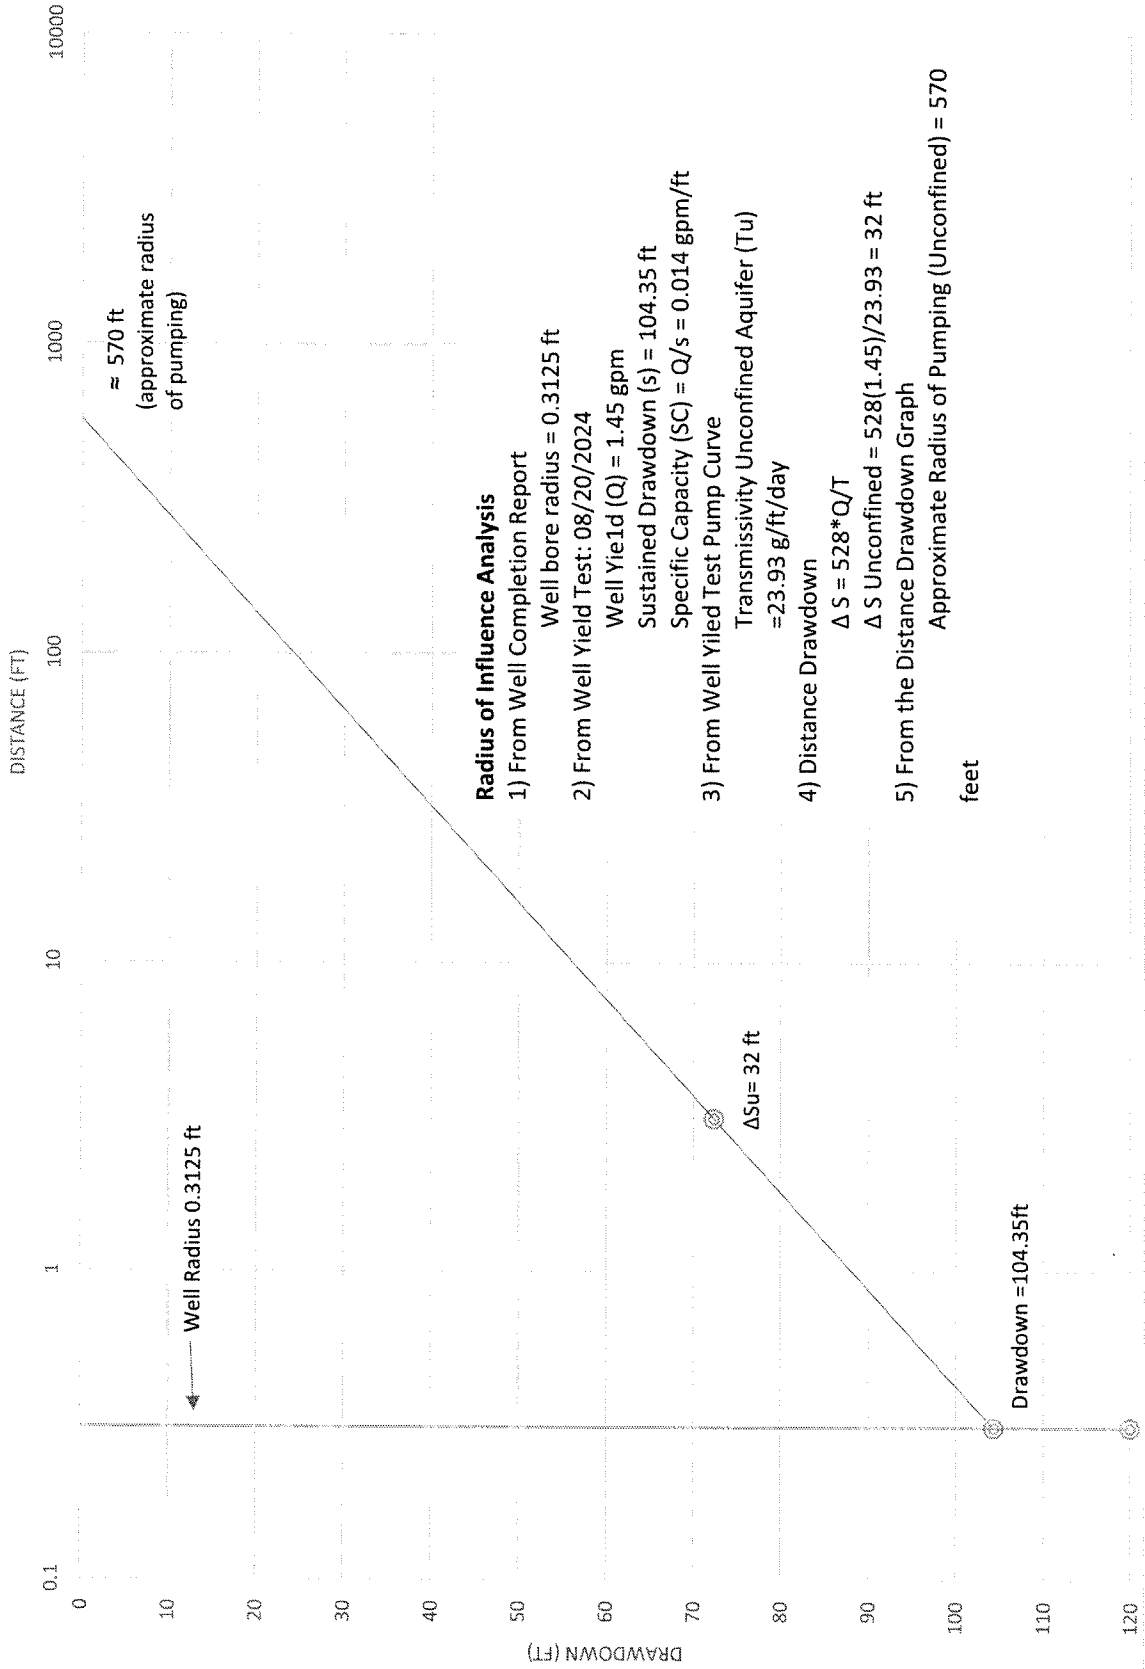 DISTANCE (FT)
0.1
1
10
100
1000
10000
0
10
20
30
40
50
60
70
80
90
100
110
120
DRAWDOWN (FT)
Well Radius 0.3125 ft
≈ 570 ft
(approximate radius
of pumping)
ΔSu= 32 ft
Drawdown =104.35ft
Radius of Influence Analysis
1) From Well Completion Report
Well bore radius = 0.3125 ft
2) From Well Yield Test: 08/20/2024
Well Yie1d (Q) = 1.45 gpm
Sustained Drawdown (s) = 104.35 ft
Specific Capacity (SC) = Q/s = 0.014 gpm/ft
3) From Well Yiled Test Pump Curve
Transmissivity Unconfined Aquifer (Tu)
=23.93 g/ft/day
4) Distance Drawdown
Δ S = 528*Q/T
Δ S Unconfined = 528(1.45)/23.93 = 32 ft
5) From the Distance Drawdown Graph
Approximate Radius of Pumping (Unconfined) = 570
feet